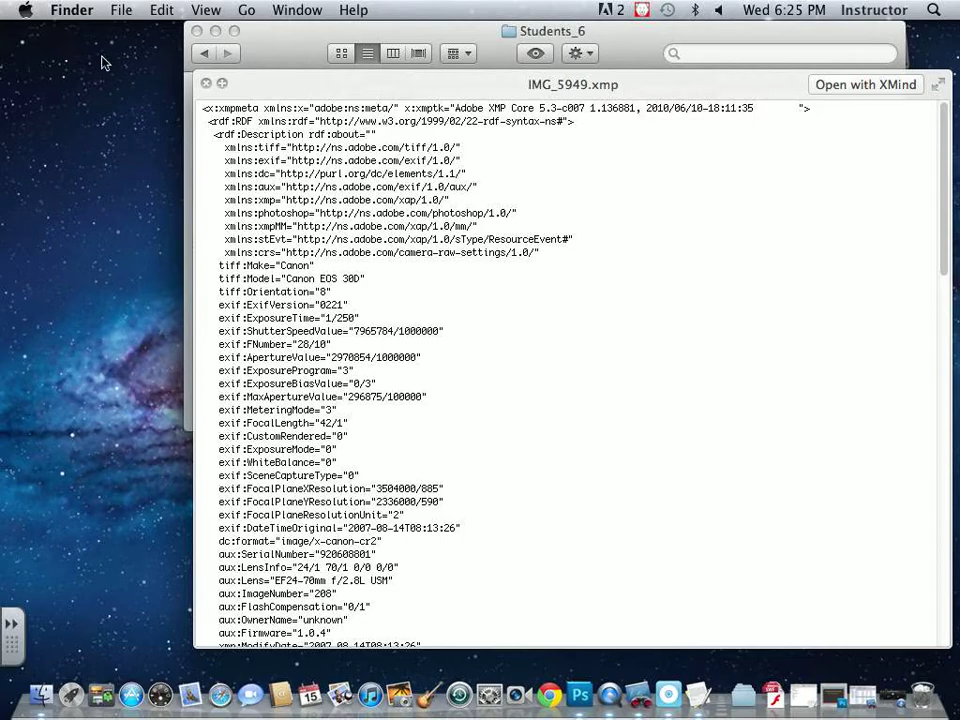 Finder File Edit View Go Window Help 2 Wed 6:25 PM Instructor
Students_6
IMG_5949.xmp Open with XMind
<x:xmpmeta xmlns:x="adobe:ns:meta/" x:xmptk="Adobe XMP Core 5.3-c007 1.136881, 2010/06/10-18:11:35 ">
<rdf:RDF xmlns:rdf="http://www.w3.org/1999/02/22-rdf-syntax-ns#">
<rdf:Description rdf:about=""
xmlns:tiff="http://ns.adobe.com/tiff/1.0/"
xmlns:exif="http://ns.adobe.com/exif/1.0/"
xmlns:dc="http://purl.org/dc/elements/1.1/"
xmlns:aux="http://ns.adobe.com/exif/1.0/aux/"
xmlns:xmp="http://ns.adobe.com/xap/1.0/"
xmlns:photoshop="http://ns.adobe.com/photoshop/1.0/"
xmlns:xmpMM="http://ns.adobe.com/xap/1.0/mm/"
xmlns:stEvt="http://ns.adobe.com/xap/1.0/sType/ResourceEvent#"
xmlns:crs="http://ns.adobe.com/camera-raw-settings/1.0/"
tiff:Make="Canon"
tiff:Model="Canon EOS 30D"
tiff:Orientation="8"
exif:ExifVersion="0221"
exif:ExposureTime="1/250"
exif:ShutterSpeedValue="7965784/1000000"
exif:FNumber="28/10"
exif:ApertureValue="2970854/1000000"
exif:ExposureProgram="3"
exif:ExposureBiasValue="0/3"
exif:MaxApertureValue="296875/100000"
exif:MeteringMode="3"
exif:FocalLength="42/1"
exif:CustomRendered="0"
exif:ExposureMode="0"
exif:WhiteBalance="0"
exif:SceneCaptureType="0"
exif:FocalPlaneXResolution="3504000/885"
exif:FocalPlaneYResolution="2336000/590"
exif:FocalPlaneResolutionUnit="2"
exif:DateTimeOriginal="2007-08-14T08:13:26"
dc:format="image/x-canon-cr2"
aux:SerialNumber="920608801"
aux:LensInfo="24/1 70/1 0/0 0/0"
aux:Lens="EF24-70mm f/2.8L USM"
aux:ImageNumber="208"
aux:FlashCompensation="0/1"
aux:OwnerName="unknown"
aux:Firmware="1.0.4"
xmp:ModifyDate="2007-08-14T08:13:26"
15 Ps